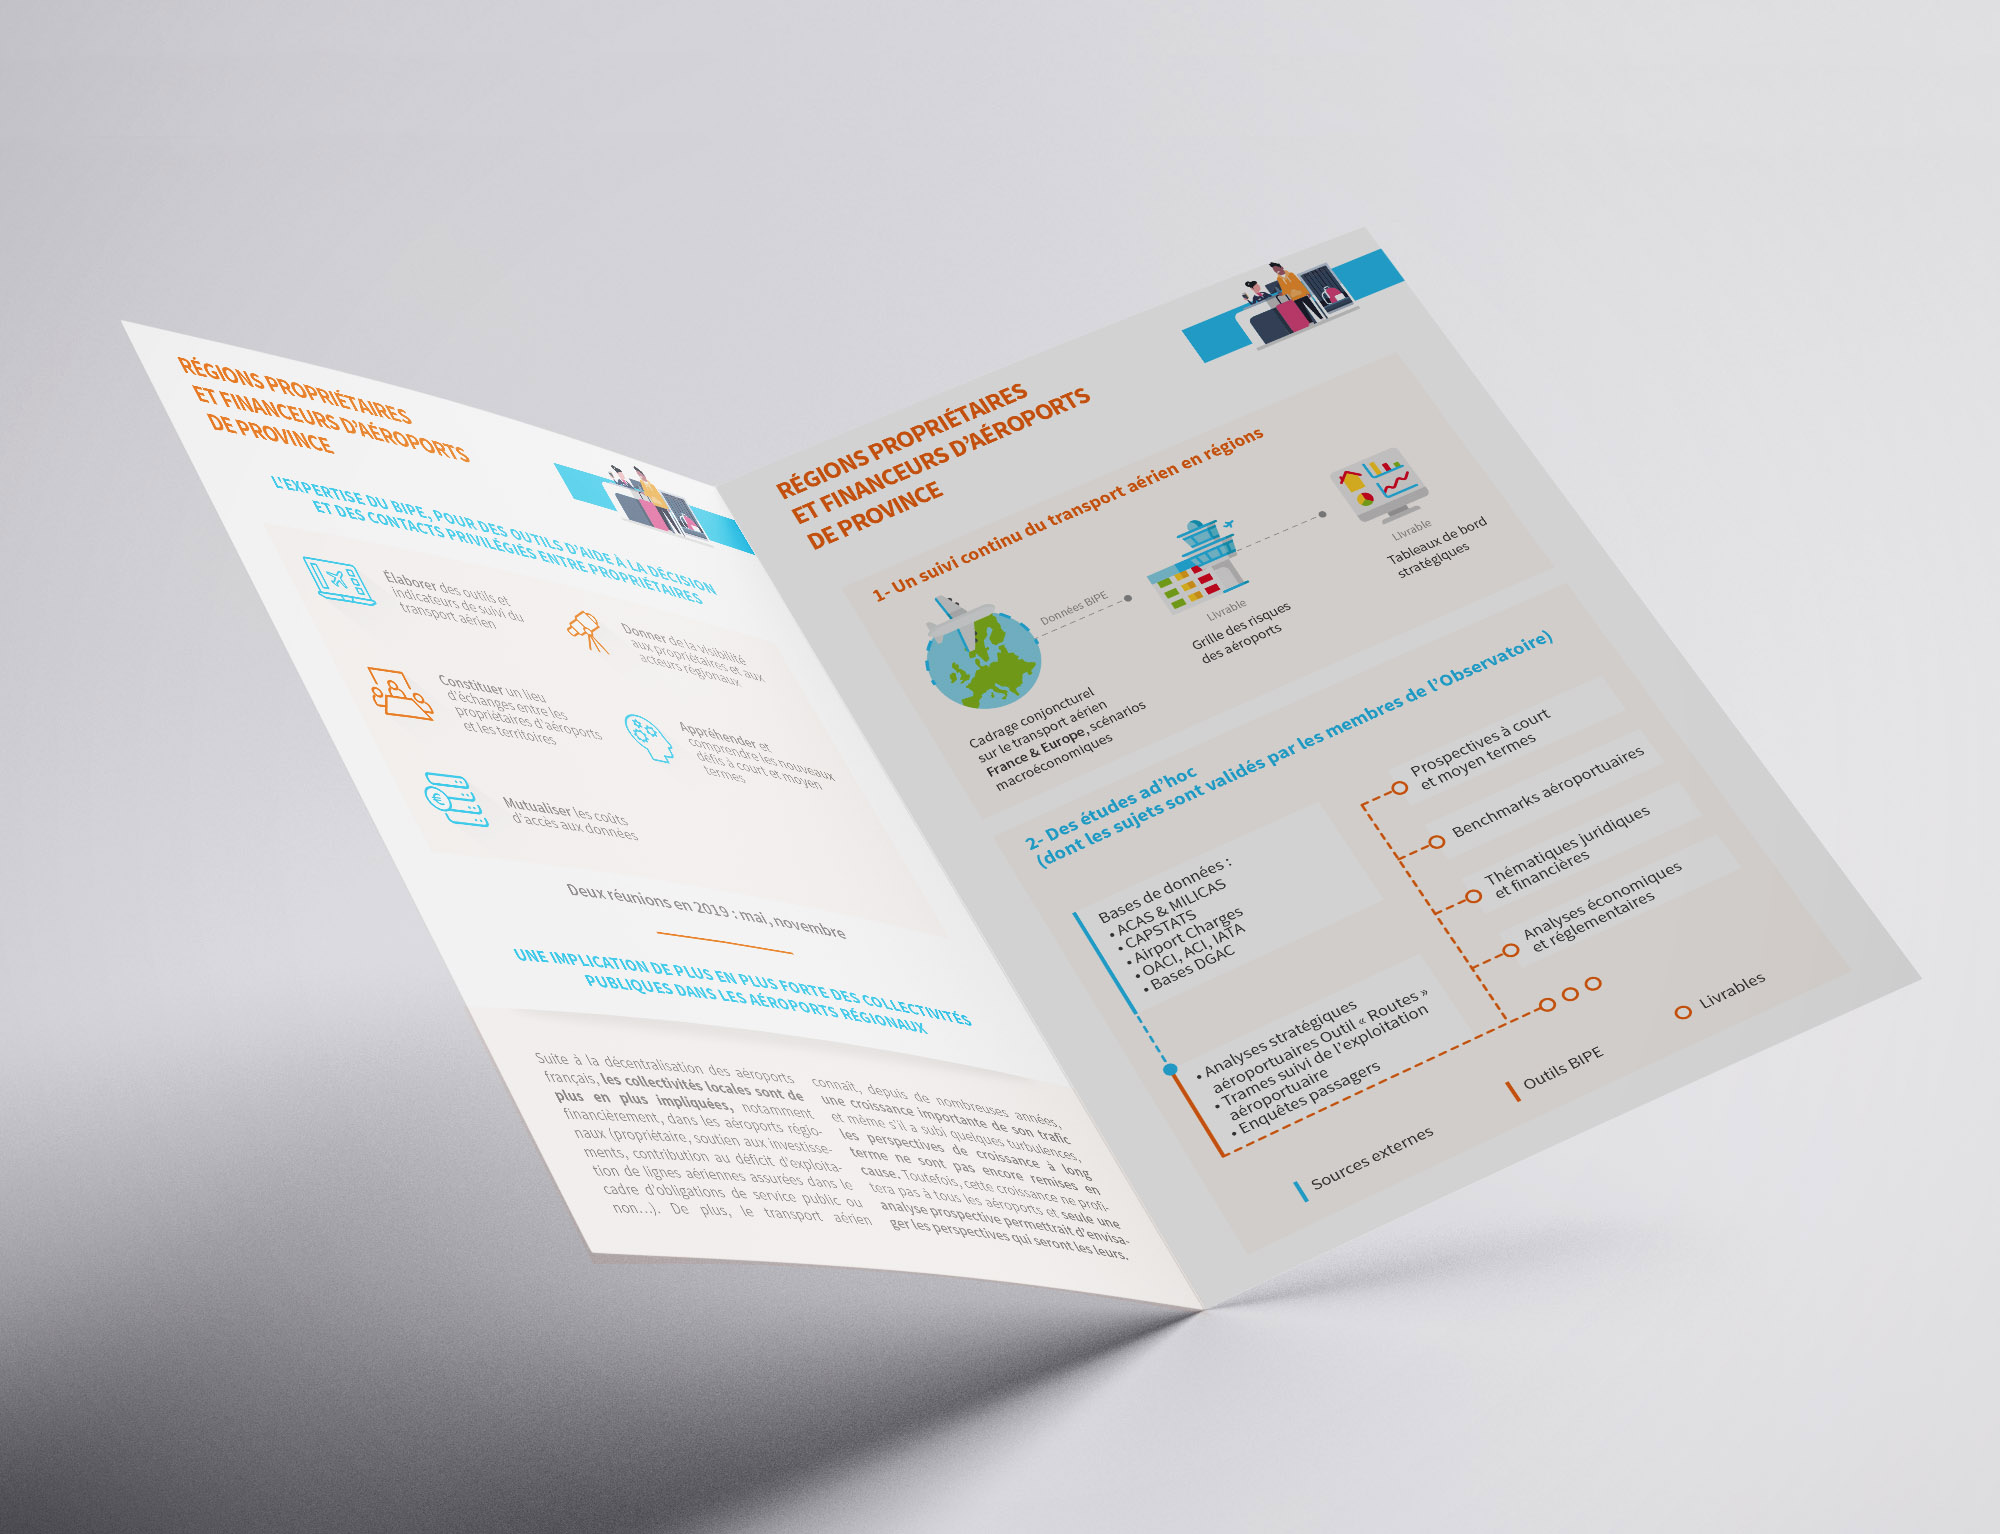 RÉGIONS PROPRIÉTAIRES
ET FINANCEURS D'AÉROPORTS
DE PROVINCE
L'EXPERTISE DU BIPE, POUR DES OUTILS D'AIDE À LA DÉCISION
ET DES CONTACTS PRIVILÉGIÉS ENTRE PROPRIÉTAIRES
Élaborer des outils et
indicateurs de suivi du
transport aérien
Donner de la visibilité
aux propriétaires et aux
acteurs régionaux
Constituer un lieu
d'échanges entre les
propriétaires d'aéroports
et les territoires
Appréhender et
comprendre les nouveaux
défis à court et moyen
termes
€
Mutualiser les coûts
d'accès aux données
Deux réunions en 2019 : mai, novembre
UNE IMPLICATION DE PLUS EN PLUS FORTE DES COLLECTIVITÉS
PUBLIQUES DANS LES AÉROPORTS RÉGIONAUX
Suite à la décentralisation des aéroports
français, les collectivités locales sont de
plus en plus impliquées, notamment
financièrement, dans les aéroports régio-
naux (propriétaire, soutien aux investisse-
ments, contribution au déficit d'exploita-
tion de lignes aériennes assurées dans le
cadre d'obligations de service public ou
non...). De plus, le transport aérien
connaît, depuis de nombreuses années,
une croissance importante de son trafic
et même s'il a subi quelques turbulences,
les perspectives de croissance à long
terme ne sont pas encore remises en
cause. Toutefois, cette croissance ne profi-
tera pas à tous les aéroports et seule une
analyse prospective permettrait d'envisa-
ger les perspectives qui seront les leurs.
RÉGIONS PROPRIÉTAIRES
ET FINANCEURS D'AÉROPORTS
DE PROVINCE
1- Un suivi continu du transport aérien en régions
Données BIPE
Cadrage conjoncturel
sur le transport aérien
France & Europe, scénarios
macroéconomiques
Livrable
Grille des risques
des aéroports
Livrable
Tableaux de bord
stratégiques
2- Des études ad'hoc
(dont les sujets sont validés par les membres de l'Observatoire)
Bases de données :
• ACAS & MILICAS
• CAPSTATS
• Airport Charges
• OACI, ACI, IATA
• Bases DGAC
• Analyses stratégiques
aéroportuaires Outil « Routes »
• Trames suivi de l'exploitation
aéroportuaire
• Enquêtes passagers
Prospectives à court
et moyen termes
Benchmarks aéroportuaires
Thématiques juridiques
et financières
Analyses économiques
et réglementaires
Sources externes
Outils BIPE
Livrables